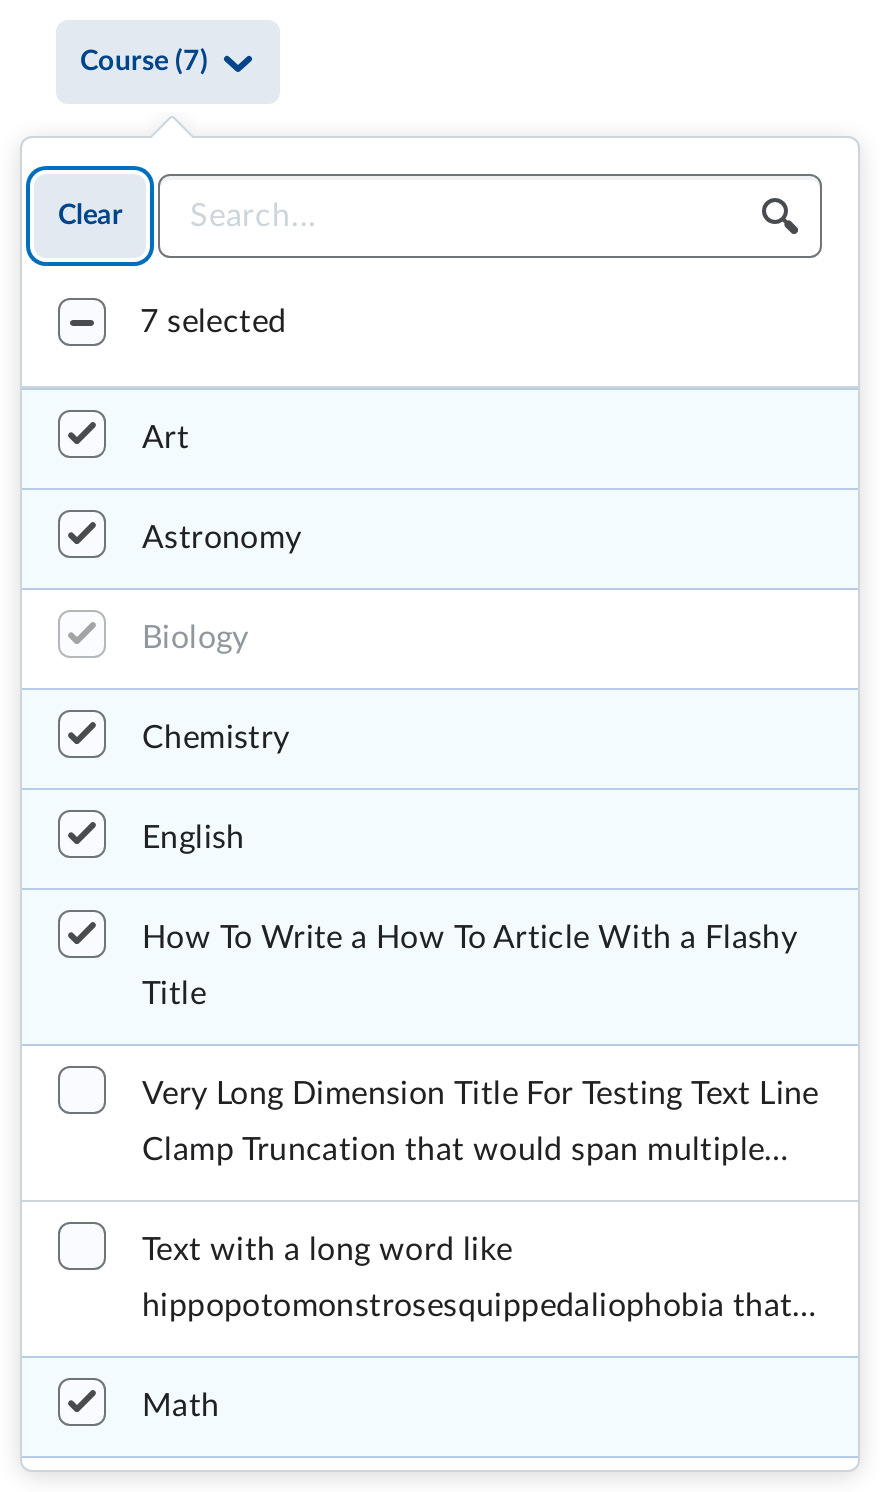 Course (7)
Clear
Search...
7 selected
Art
Astronomy
Biology
Chemistry
English
How To Write a How To Article With a Flashy
Title
Very Long Dimension Title For Testing Text Line
Clamp Truncation that would span multiple...
Text with a long word like
hippopotomonstrosesquippedaliophobia that...
Math